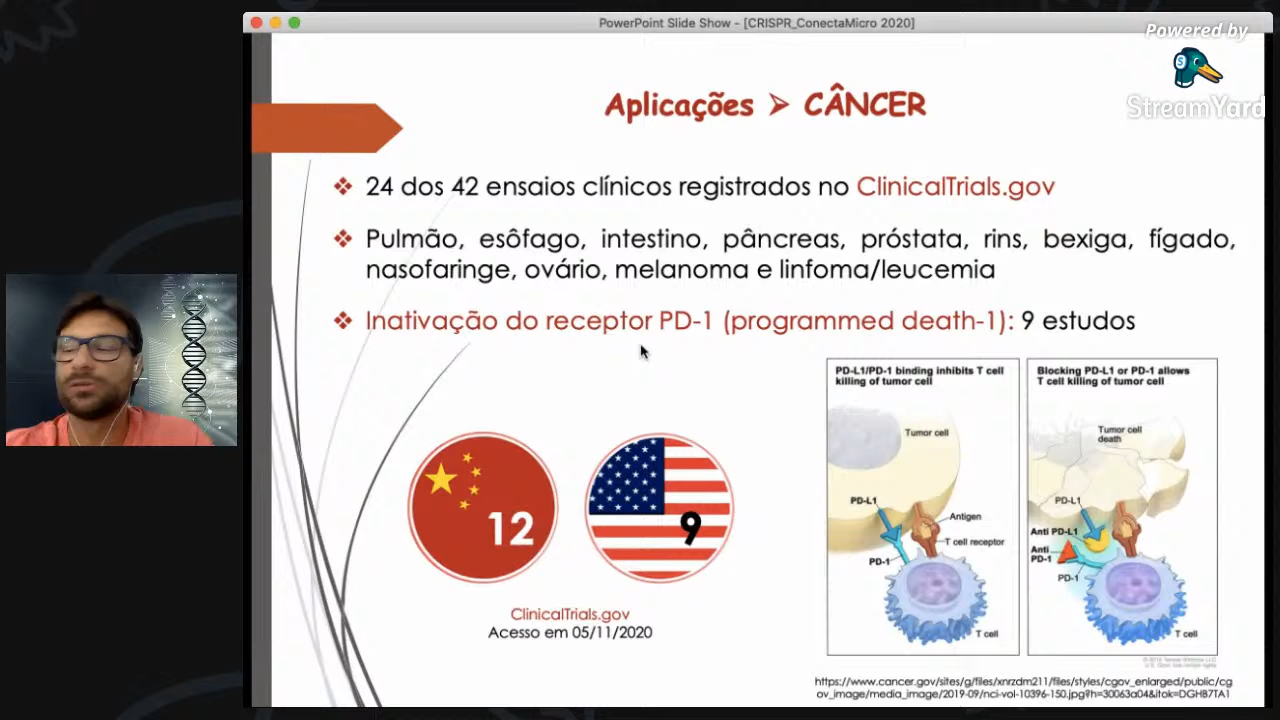 PowerPoint Slide Show - [CRISPR_ConectaMicro 2020]
Powered by
StreamYard
Aplicações ➢ CÂNCER
❖ 24 dos 42 ensaios clínicos registrados no ClinicalTrials.gov
❖ Pulmão, esôfago, intestino, pâncreas, próstata, rins, bexiga, fígado,
nasofaringe, ovário, melanoma e linfoma/leucemia
❖ Inativação do receptor PD-1 (programmed death-1): 9 estudos
12
9
ClinicalTrials.gov
Acesso em 05/11/2020
PD-L1/PD-1 binding inhibits T cell
killing of tumor cell
Tumor cell
PD-L1
Antigen
T cell receptor
PD-1
T cell
Blocking PD-L1 or PD-1 allows
T cell killing of tumor cell
Tumor cell
death
PD-L1
Anti PD-L1
Anti
PD-1
PD-1
T cell
https://www.cancer.gov/sites/g/files/xnrzdm211/files/styles/cgov_enlarged/public/cg
ov_image/media_image/2019-09/nci-vol-10396-150.jpg?h=30063a04&itok=DGHB7TA1